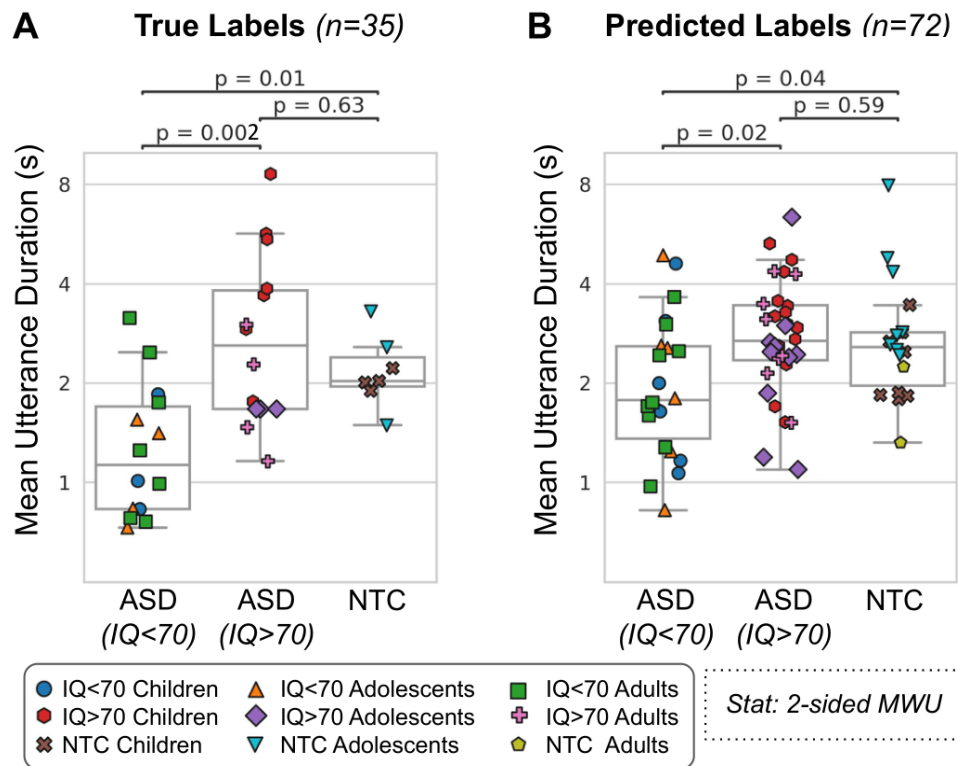 A True Labels (n=35)
p = 0.01
p = 0.63
p = 0.002
Mean Utterance Duration (s)
8
4
2
1
ASD (IQ<70)
ASD (IQ>70)
NTC
B Predicted Labels (n=72)
p = 0.04
p = 0.59
p = 0.02
Mean Utterance Duration (s)
8
4
2
1
ASD (IQ<70)
ASD (IQ>70)
NTC
IQ<70 Children
IQ<70 Adolescents
IQ<70 Adults
IQ>70 Children
IQ>70 Adolescents
IQ>70 Adults
NTC Children
NTC Adolescents
NTC Adults
Stat: 2-sided MWU